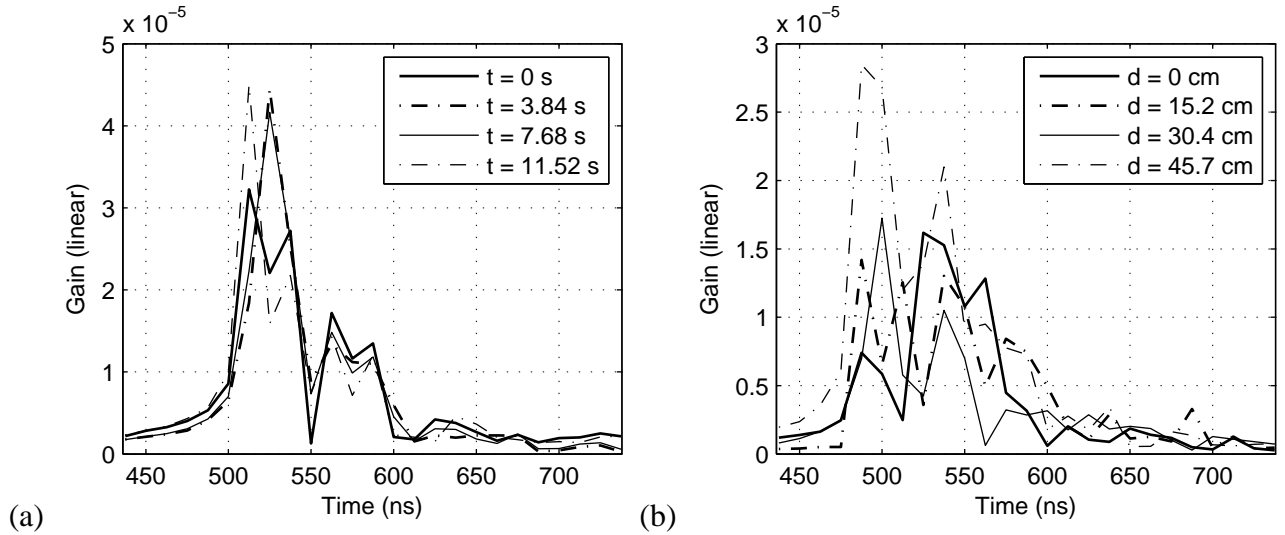 x 10⁻⁵
5
4
3
2
1
0
450 500 550 600 650 700
Time (ns)
Gain (linear)
t = 0 s
t = 3.84 s
t = 7.68 s
t = 11.52 s
(a)
x 10⁻⁵
3
2.5
2
1.5
1
0.5
0
450 500 550 600 650 700
Time (ns)
Gain (linear)
d = 0 cm
d = 15.2 cm
d = 30.4 cm
d = 45.7 cm
(b)